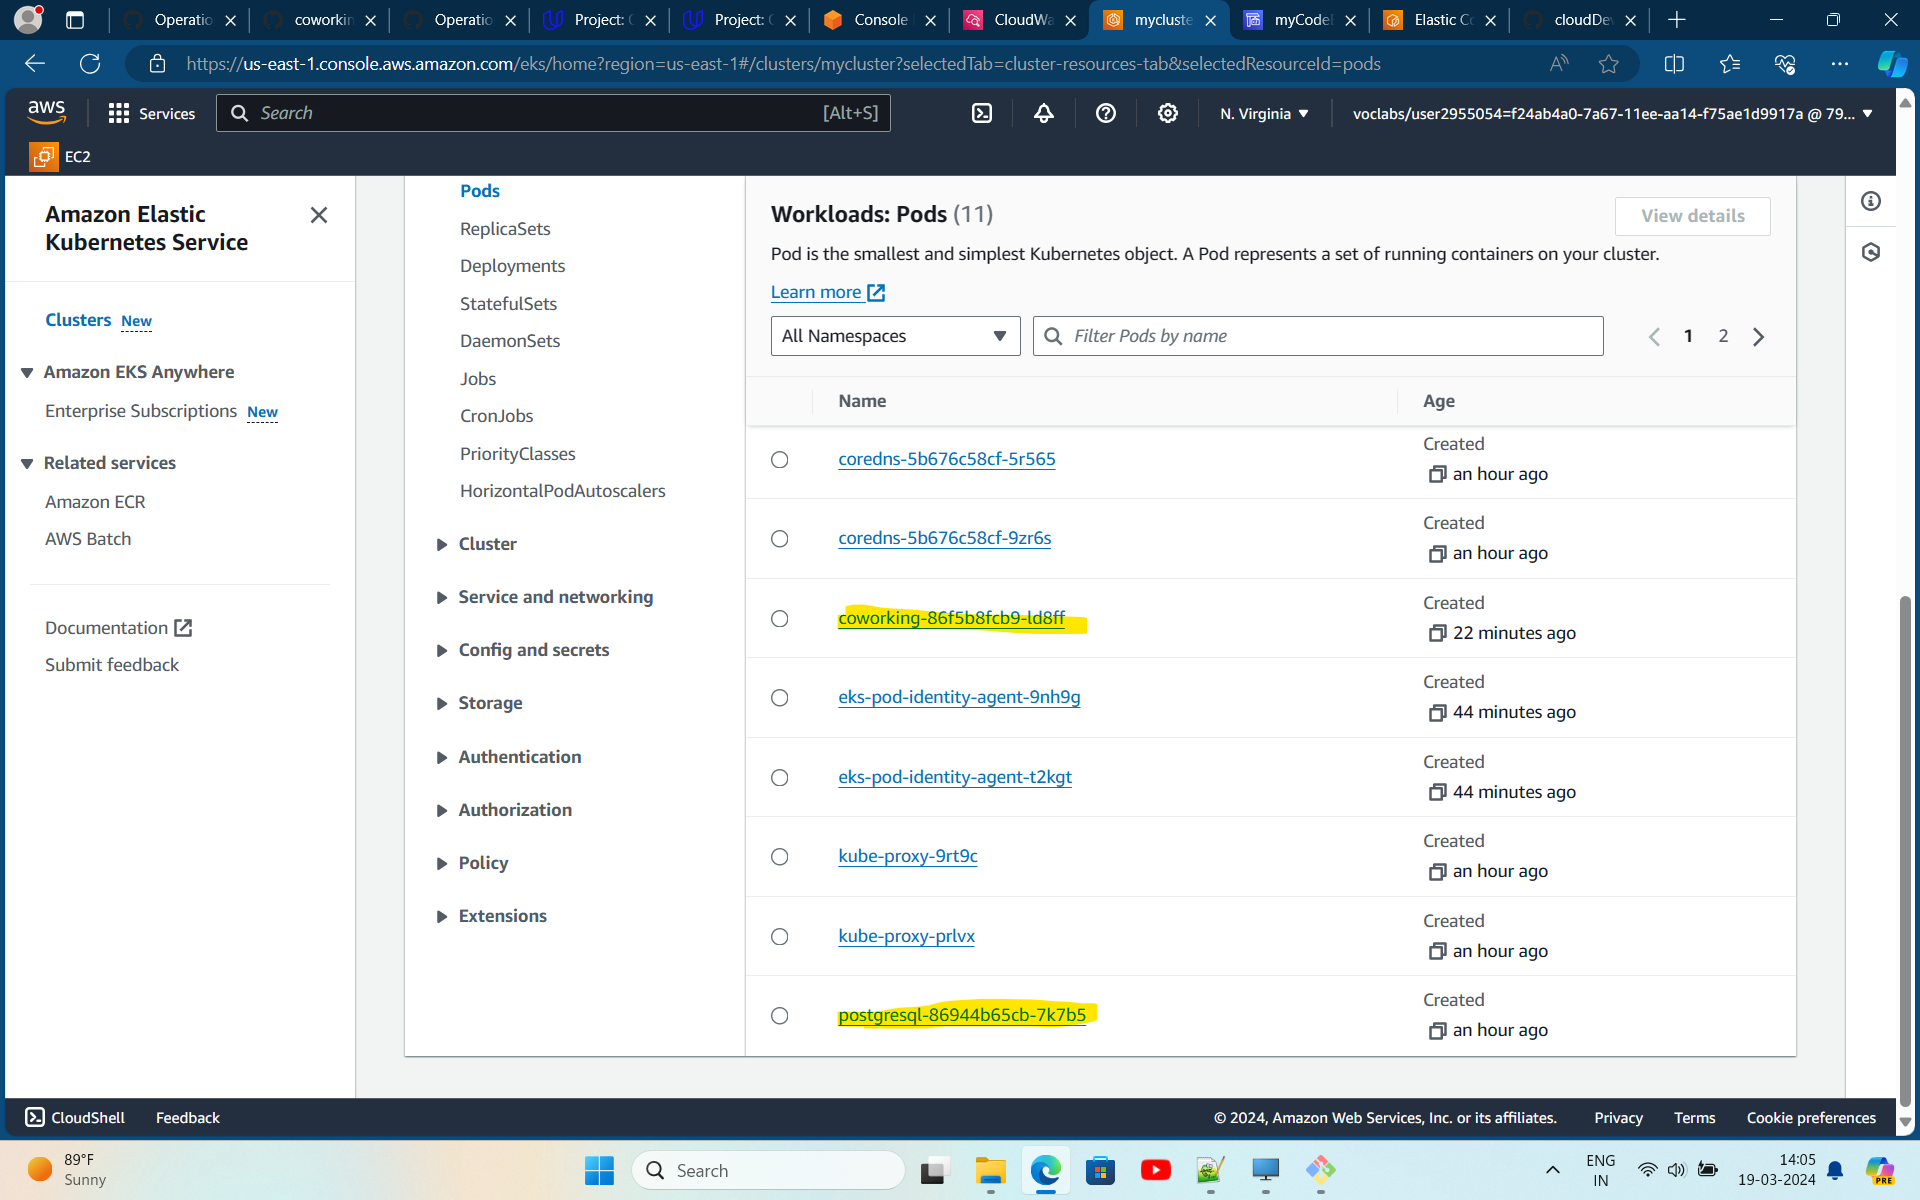 Operatio
coworkin
Operatio
Project: C
Project: C
Console
CloudWa
mycluste
myCodeB
Elastic Co
cloudDev
https://us-east-1.console.aws.amazon.com/eks/home?region=us-east-1#/clusters/mycluster?selectedTab=cluster-resources-tab&selectedResourceId=pods
aws
Services
Search
[Alt+S]
N. Virginia
voclabs/user2955054=f24ab4a0-7a67-11ee-aa14-f75ae1d9917a @ 79...
EC2
Amazon Elastic
Kubernetes Service
Clusters New
Amazon EKS Anywhere
Enterprise Subscriptions New
Related services
Amazon ECR
AWS Batch
Documentation
Submit feedback
Pods
ReplicaSets
Deployments
StatefulSets
DaemonSets
Jobs
CronJobs
PriorityClasses
HorizontalPodAutoscalers
Cluster
Service and networking
Config and secrets
Storage
Authentication
Authorization
Policy
Extensions
Workloads: Pods (11)
View details
Pod is the smallest and simplest Kubernetes object. A Pod represents a set of running containers on your cluster.
Learn more
All Namespaces
Filter Pods by name
1 2
Name Age
coredns-5b676c58cf-5r565
Created
an hour ago
coredns-5b676c58cf-9zr6s
Created
an hour ago
coworking-86f5b8fcb9-ld8ff
Created
22 minutes ago
eks-pod-identity-agent-9nh9g
Created
44 minutes ago
eks-pod-identity-agent-t2kgt
Created
44 minutes ago
kube-proxy-9rt9c
Created
an hour ago
kube-proxy-prlvx
Created
an hour ago
postgresql-86944b65cb-7k7b5
Created
an hour ago
CloudShell
Feedback
© 2024, Amazon Web Services, Inc. or its affiliates.
Privacy
Terms
Cookie preferences
89°F
Sunny
Search
ENG
IN
14:05
19-03-2024
PRE